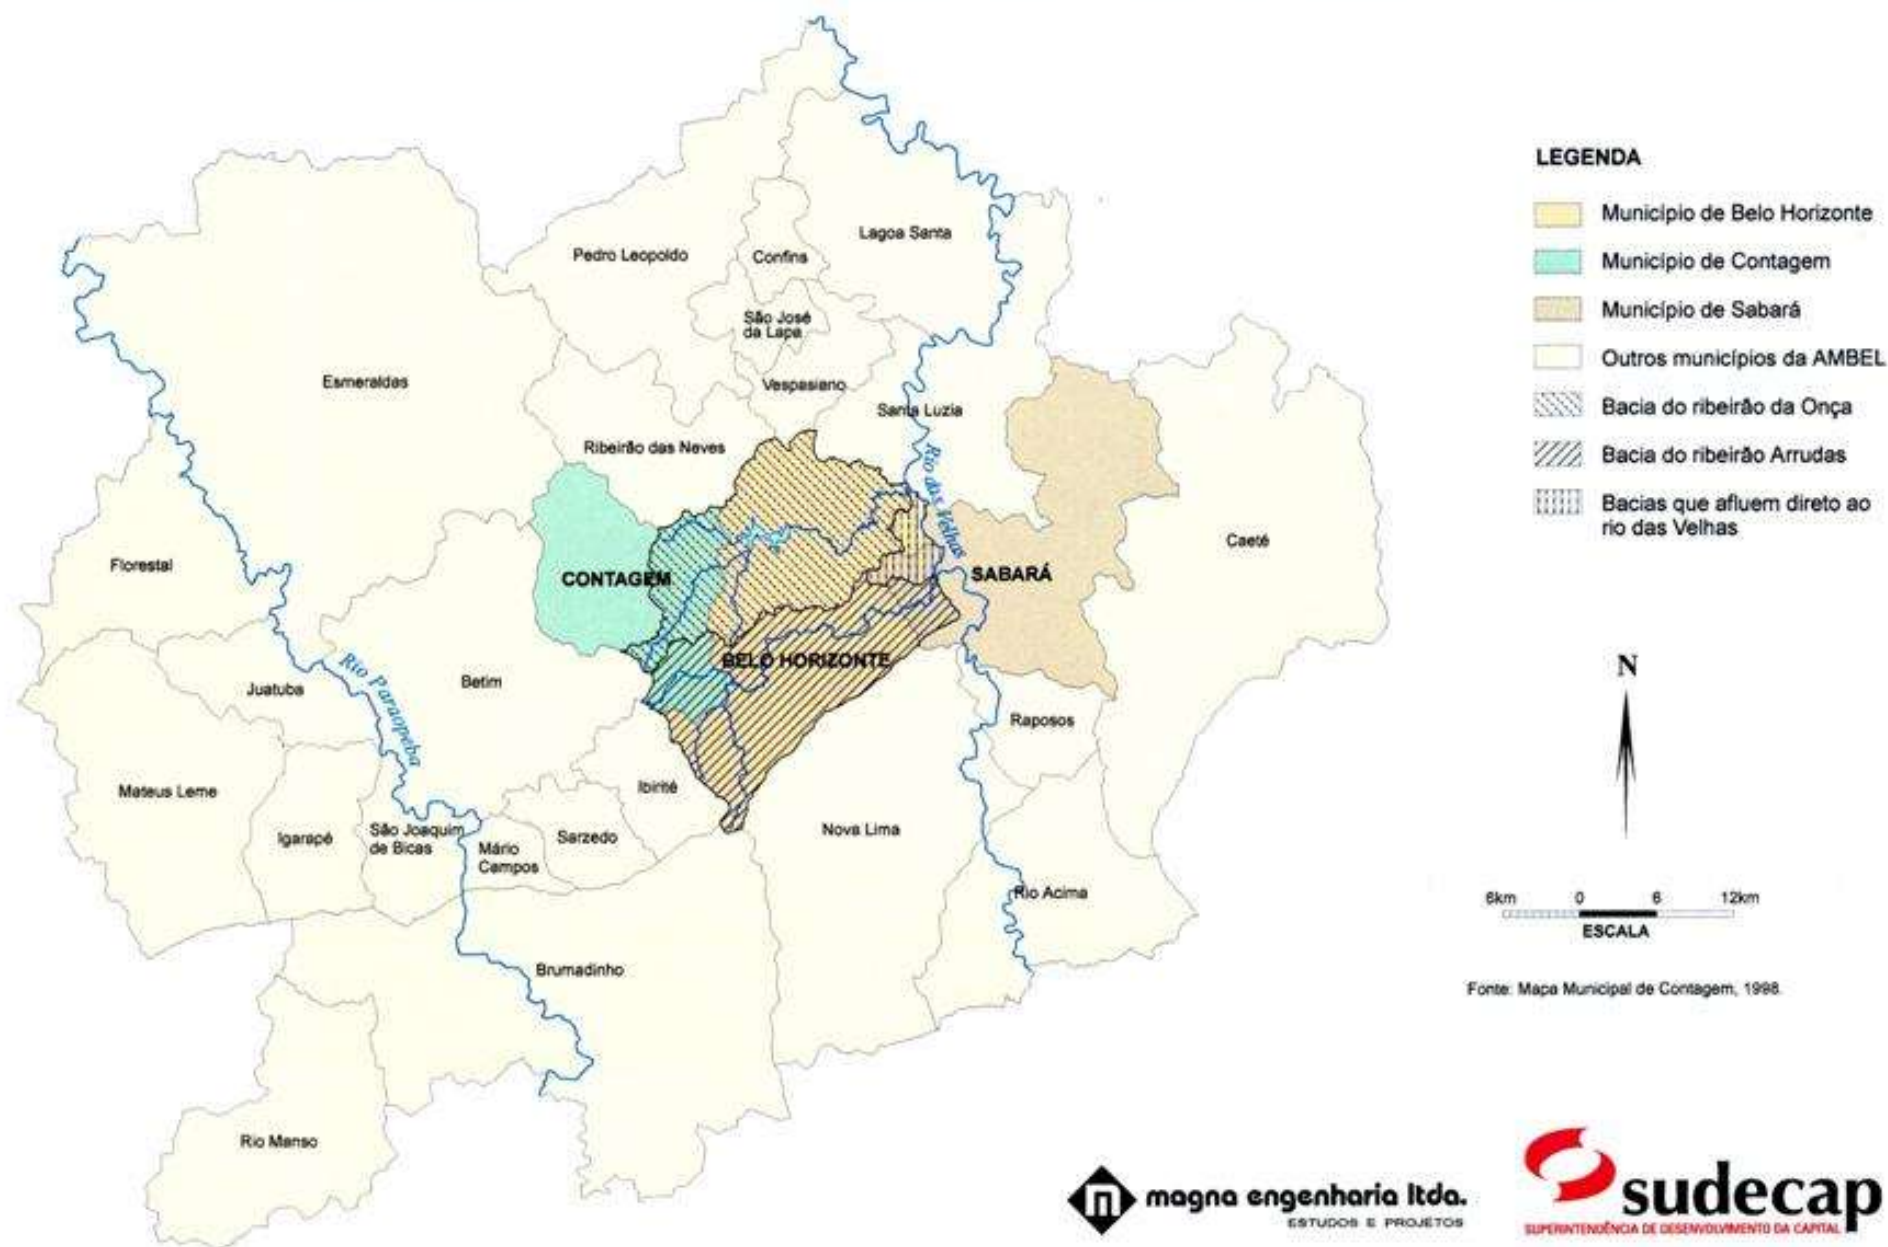 Pedro Leopoldo
Confins
Lagoa Santa
São José
da Lapa
Esmeraldas
Vespasiano
Santa Luzia
Ribeirão das Neves
Rio das Velhas
Florestal
CONTAGEM
SABARÁ
Caeté
BELO HORIZONTE
Rio Paraopeba
Juatuba
Betim
Raposos
Mateus Leme
Ibirité
Igarapé
São Joaquim
de Bicas
Mário
Campos
Sarzedo
Nova Lima
Rio Acima
Brumadinho
Rio Manso
LEGENDA
Município de Belo Horizonte
Município de Contagem
Município de Sabará
Outros municípios da AMBEL
Bacia do ribeirão da Onça
Bacia do ribeirão Arrudas
Bacias que afluem direto ao
rio das Velhas
N
6km 0 6 12km
ESCALA
Fonte: Mapa Municipal de Contagem, 1998.
magna engenharia ltda.
ESTUDOS E PROJETOS
sudecap
SUPERINTENDÊNCIA DE DESENVOLVIMENTO DA CAPITAL